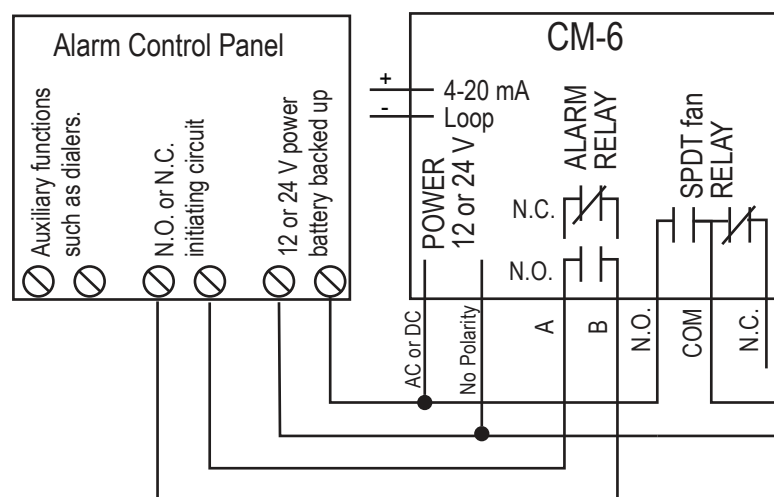 Alarm Control Panel
Auxiliary functions
such as dialers.
N.O. or N.C.
initiating circuit
12 or 24 V power
battery backed up
CM-6
+
4-20 mA
-
Loop
POWER
12 or 24 V
ALARM
RELAY
N.C.
N.O.
SPDT fan
RELAY
AC or DC
No Polarity
A
B
N.O.
COM
N.C.